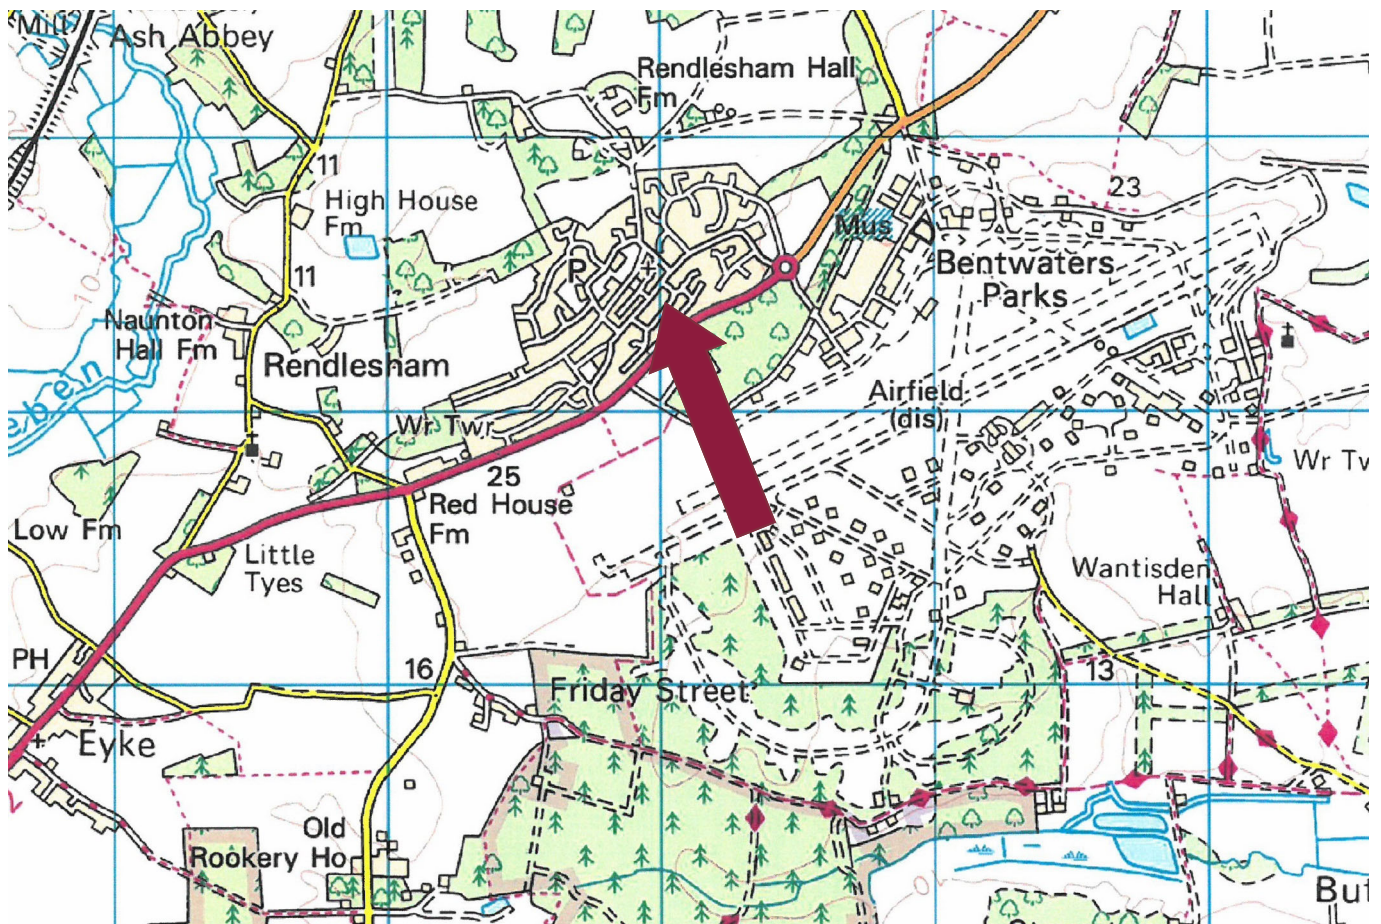 Mill
Ash Abbey
Rendlesham Hall
Fm
11
23
High House
Fm
Mus
P
Bentwaters
Parks
11
10
Naunton
Hall Fm
Rendlesham
Airfield
(dis)
Wr Twr
25
Wr Tw
Red House
Fm
Low Fm
Little
Tyes
Wantisden
Hall
PH
16
13
Friday Street
Eyke
Old
Rookery Ho
10
But